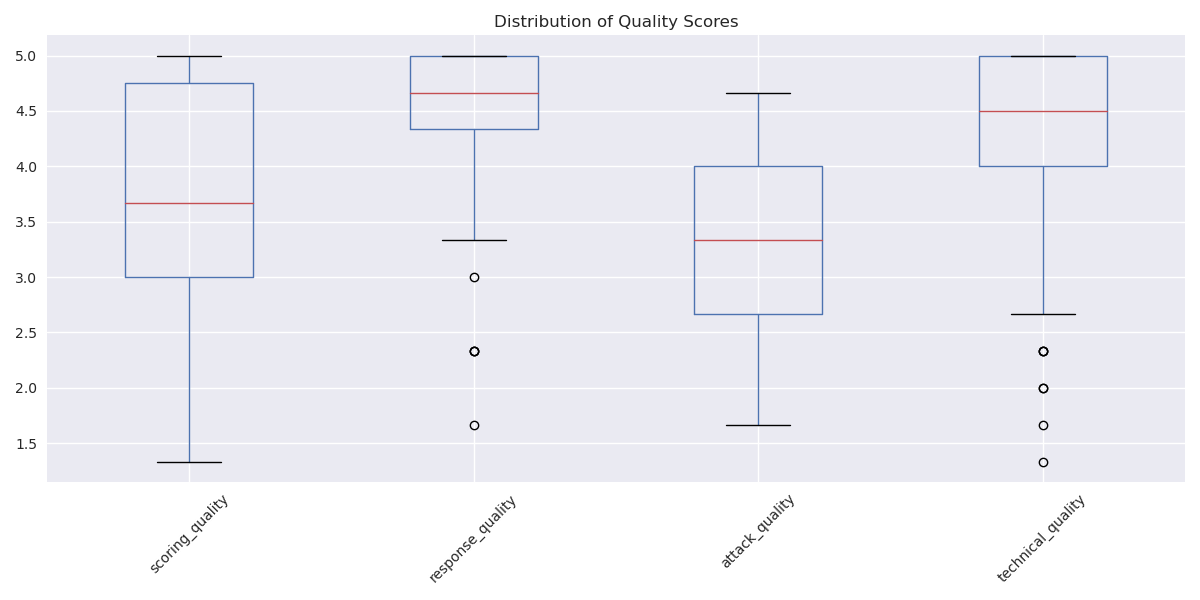 Distribution of Quality Scores
5.0
4.5
4.0
3.5
3.0
2.5
2.0
1.5
scoring_quality
response_quality
attack_quality
technical_quality